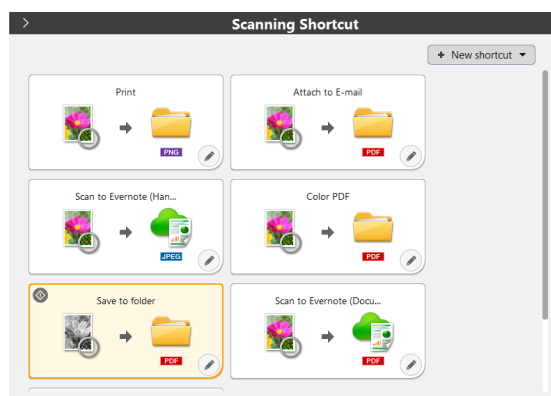 Scanning Shortcut
+ New shortcut
Print
PNG
Attach to E-mail
PDF
Scan to Evernote (Han...
JPEG
Color PDF
PDF
Save to folder
PDF
Scan to Evernote (Docu...
PDF